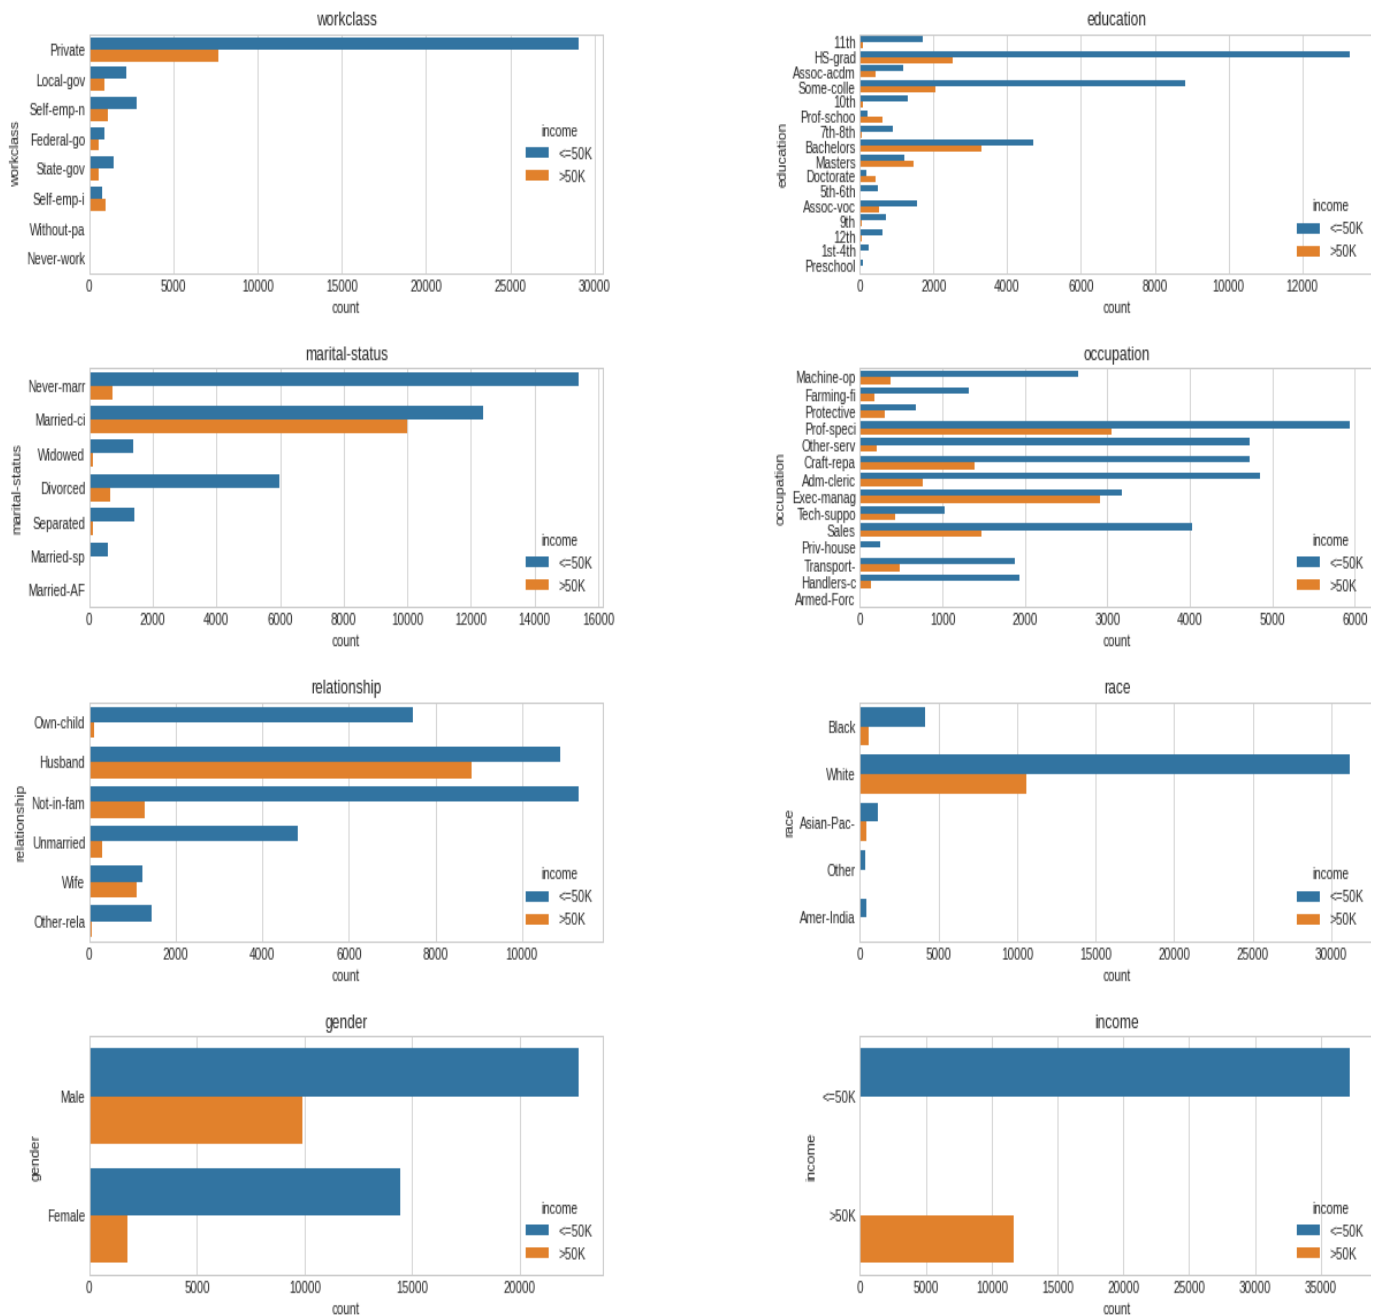 workclass
workclass
Private
Local-gov
Self-emp-n
Federal-go
State-gov
Self-emp-i
Without-pa
Never-work
income
<=50K
>50K
0 5000 10000 15000 20000 25000 30000
count
education
education
11th
HS-grad
Assoc-acdm
Some-colle
10th
Prof-schoo
7th-8th
Bachelors
Masters
Doctorate
5th-6th
Assoc-voc
9th
12th
1st-4th
Preschool
income
<=50K
>50K
0 2000 4000 6000 8000 10000 12000
count
marital-status
marital-status
Never-marr
Married-ci
Widowed
Divorced
Separated
Married-sp
Married-AF
income
<=50K
>50K
0 2000 4000 6000 8000 10000 12000 14000 16000
count
occupation
occupation
Machine-op
Farming-fi
Protective
Prof-speci
Other-serv
Craft-repa
Adm-cleric
Exec-manag
Tech-suppo
Sales
Priv-house
Transport-
Handlers-c
Armed-Forc
income
<=50K
>50K
0 1000 2000 3000 4000 5000 6000
count
relationship
relationship
Own-child
Husband
Not-in-fam
Unmarried
Wife
Other-rela
income
<=50K
>50K
0 2000 4000 6000 8000 10000
count
race
race
Black
White
Asian-Pac-
Other
Amer-India
income
<=50K
>50K
0 5000 10000 15000 20000 25000 30000
count
gender
gender
Male
Female
income
<=50K
>50K
0 5000 10000 15000 20000
count
income
income
<=50K
>50K
income
<=50K
>50K
0 5000 10000 15000 20000 25000 30000 35000
count